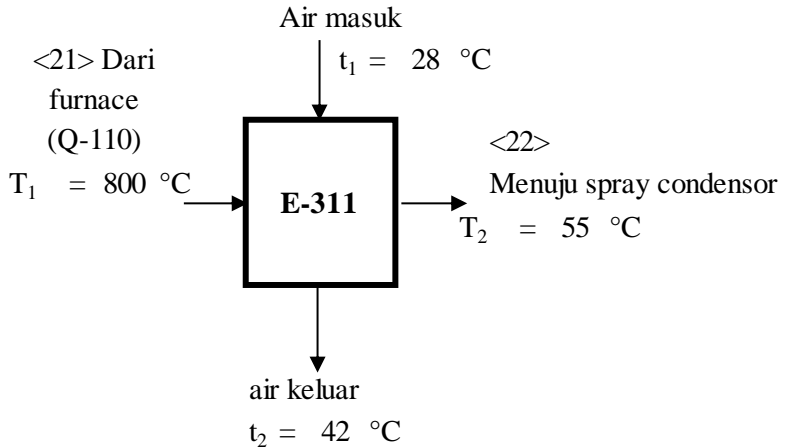 Air masuk
t₁ = 28 °C
<21> Dari
furnace
(Q-110)
T₁ = 800 °C
E-311
<22>
Menuju spray condensor
T₂ = 55 °C
air keluar
t₂ = 42 °C